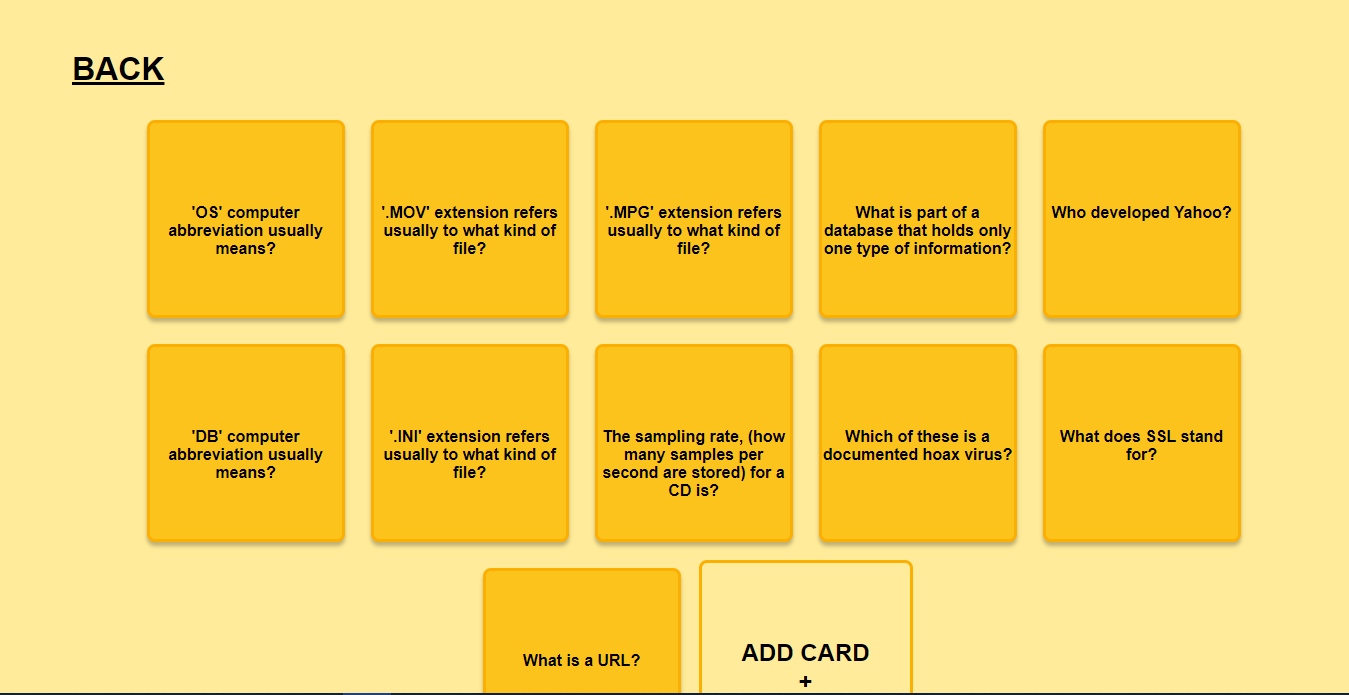 BACK
'OS' computer
abbreviation usually
means?
'.MOV' extension refers
usually to what kind of
file?
'.MPG' extension refers
usually to what kind of
file?
What is part of a
database that holds only
one type of information?
Who developed Yahoo?
'DB' computer
abbreviation usually
means?
'.INI' extension refers
usually to what kind of
file?
The sampling rate, (how
many samples per
second are stored) for a
CD is?
Which of these is a
documented hoax virus?
What does SSL stand
for?
What is a URL?
ADD CARD
+